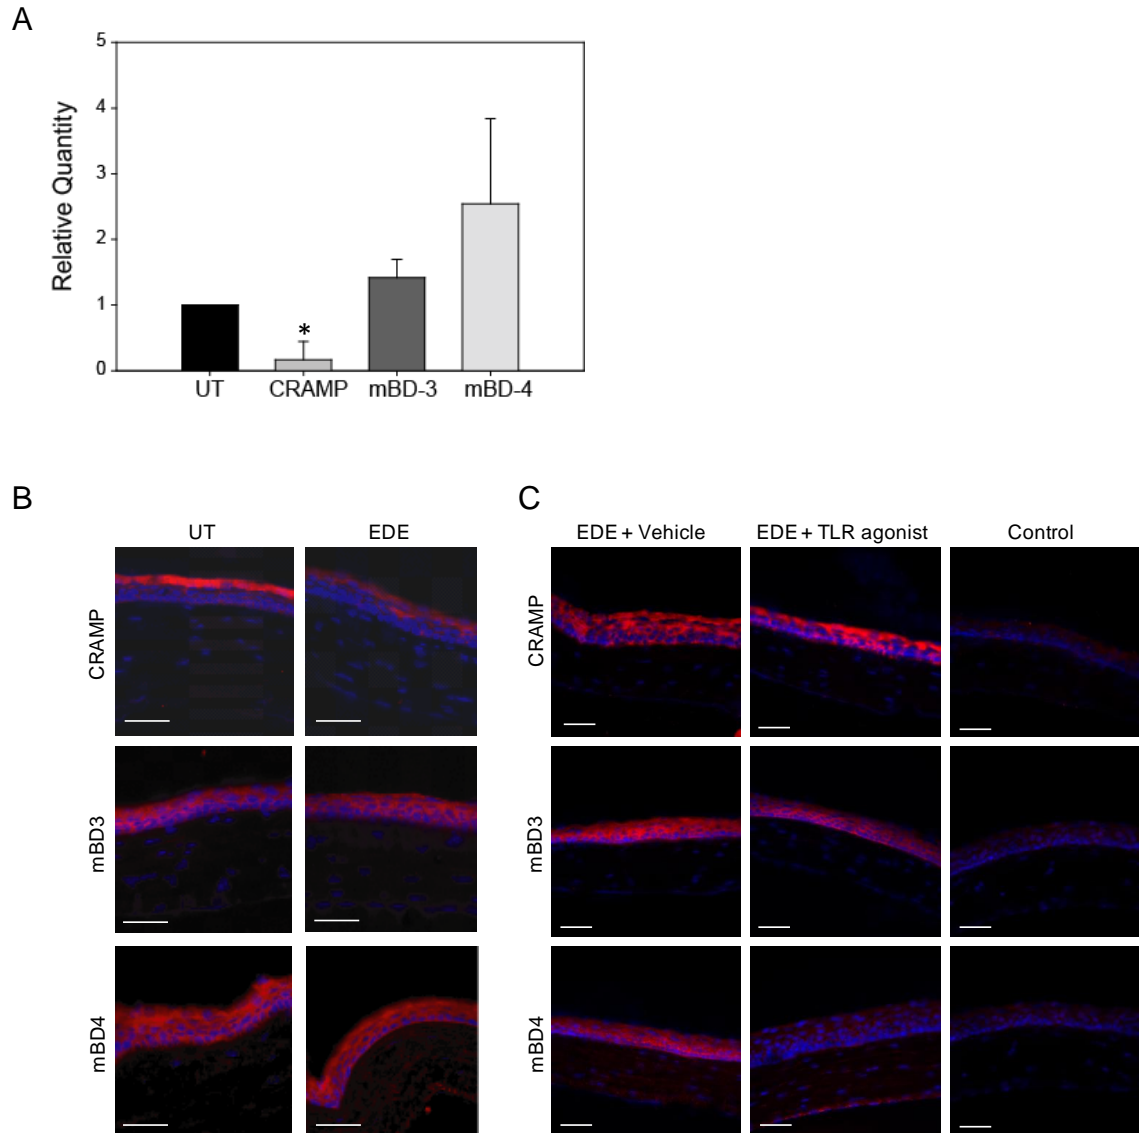 A
5
4
3
2
1
0
Relative Quantity
*
UT CRAMP mBD-3 mBD-4
B
UT EDE
CRAMP
mBD3
mBD4
C
EDE + Vehicle EDE + TLR agonist Control
CRAMP
mBD3
mBD4